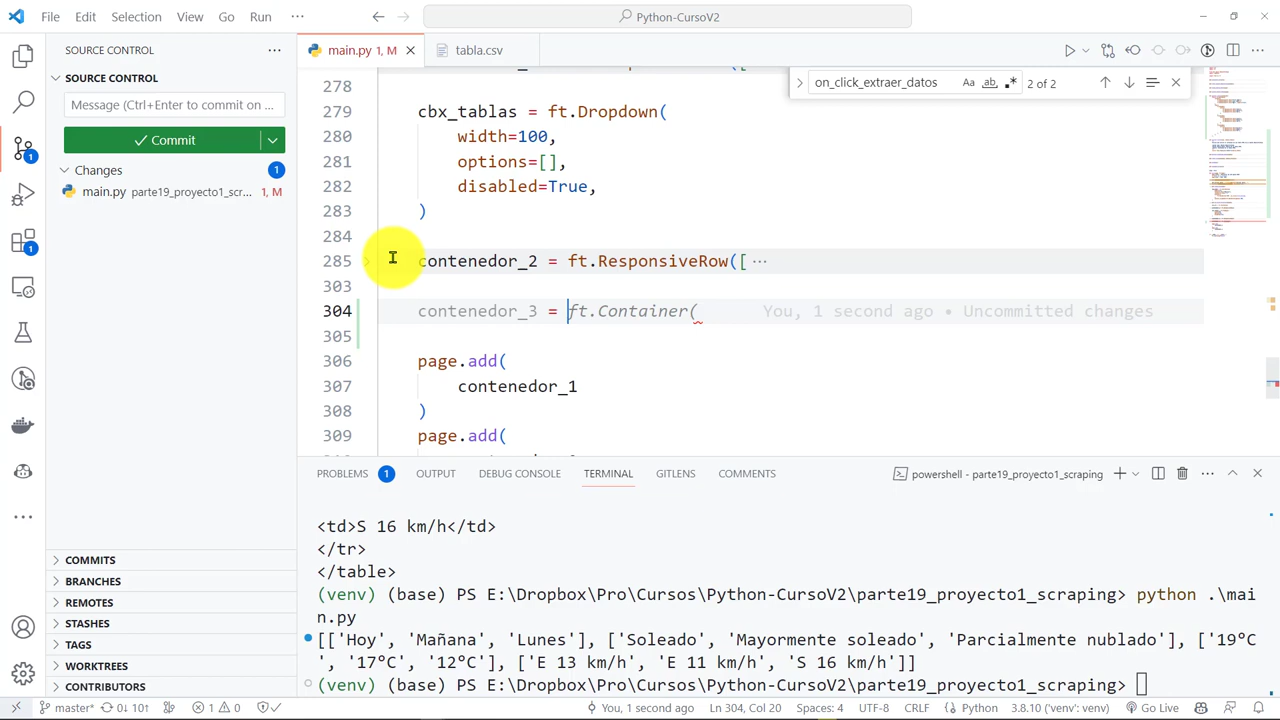 File Edit Selection View Go Run ··· Python-CursoV2
SOURCE CONTROL ···
main.py 1, M
tabla.csv
SOURCE CONTROL
Message (Ctrl+Enter to commit on ...
Commit
Changes 1
main.py parte19_proyecto1_scr... 1, M
278
on_click=scraper_datos ab 2 of 2
279 cbx_tablas = ft.Dropdown(
280 width=100,
281 options=[],
282 disabled=True,
283 )
284
285 contenedor_2 = ft.ResponsiveRow([ ···
303
304 contenedor_3 = ft.Container( You, 1 second ago • Uncommitted changes
305
306 page.add(
307 contenedor_1
308 )
309 page.add(
PROBLEMS 1 OUTPUT DEBUG CONSOLE TERMINAL GITLENS COMMENTS
powershell - parte19_proyecto1_scraping
<td>S 16 km/h</td>
</tr>
</table>
(venv) (base) PS E:\Dropbox\Pro\Cursos\Python-CursoV2\parte19_proyecto1_scraping> python .\mai
n.py
[['Hoy', 'Mañana', 'Lunes'], ['Soleado', 'Mayormente soleado', 'Parcialmente nublado'], ['19°C
', '17°C', '12°C'], ['E 13 km/h', 'E 11 km/h', 'S 16 km/h']]
(venv) (base) PS E:\Dropbox\Pro\Cursos\Python-CursoV2\parte19_proyecto1_scraping>
COMMITS
BRANCHES
REMOTES
STASHES
TAGS
WORKTREES
CONTRIBUTORS
master* 0↓ 10↑ 1 0 You, 1 second ago Ln 304, Col 20 Spaces: 4 UTF-8 CRLF Python 3.8.10 ('venv': venv) Go Live